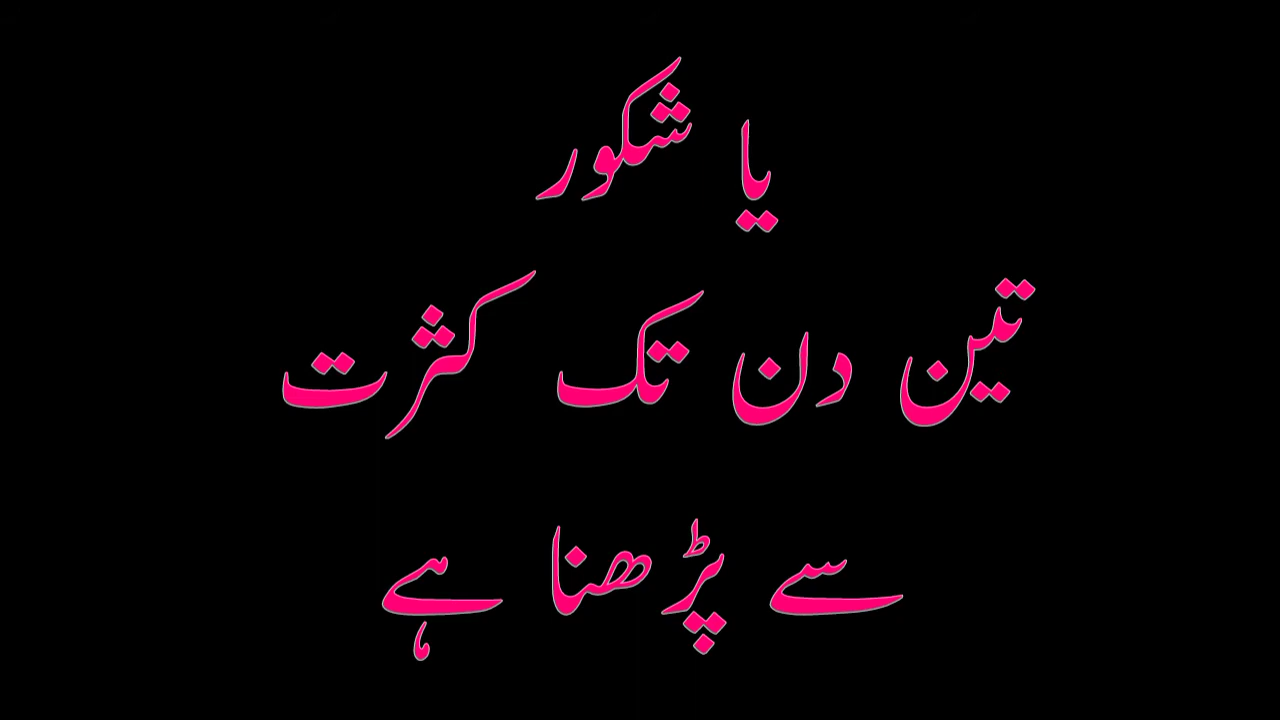 یا شکور
تین دن تک کثرت
سے پڑھنا ہے